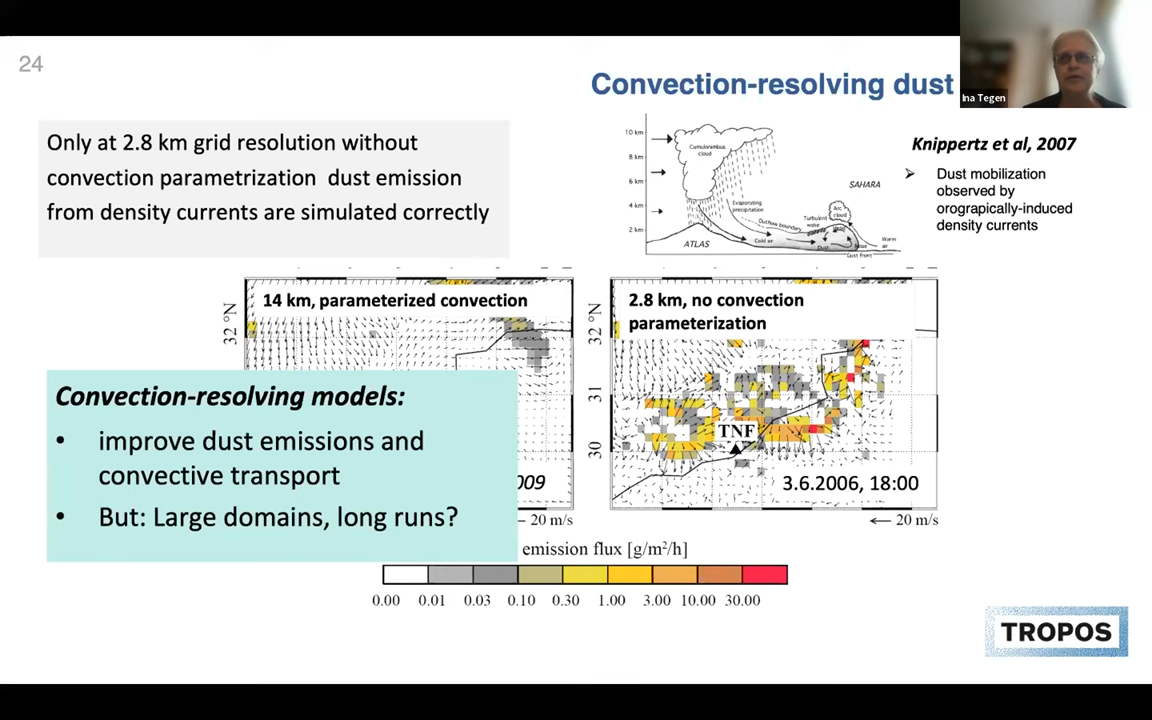 24
Convection-resolving dust
Ina Tegen
Only at 2.8 km grid resolution without
convection parametrization dust emission
from density currents are simulated correctly
10 km
8 km
6 km
4 km
2 km
Cumulonimbus
cloud
Evaporating
precipitation
SAHARA
ATLAS
Outflow boundary
Cold air
Turbulent
wake
Arc
cloud
Dust
Nose
Warm
air
Dust front
Knippertz et al, 2007
➢ Dust mobilization
observed by
orograpically-induced
density currents
14 km, parameterized convection
32 °N
2.8 km, no convection
parameterization
32 °N
31
30
TNF
3.6.2006, 18:00
20 m/s
Convection-resolving models:
• improve dust emissions and
convective transport
• But: Large domains, long runs?
009
20 m/s
emission flux [g/m²/h]
0.00 0.01 0.03 0.10 0.30 1.00 3.00 10.00 30.00
TROPOS